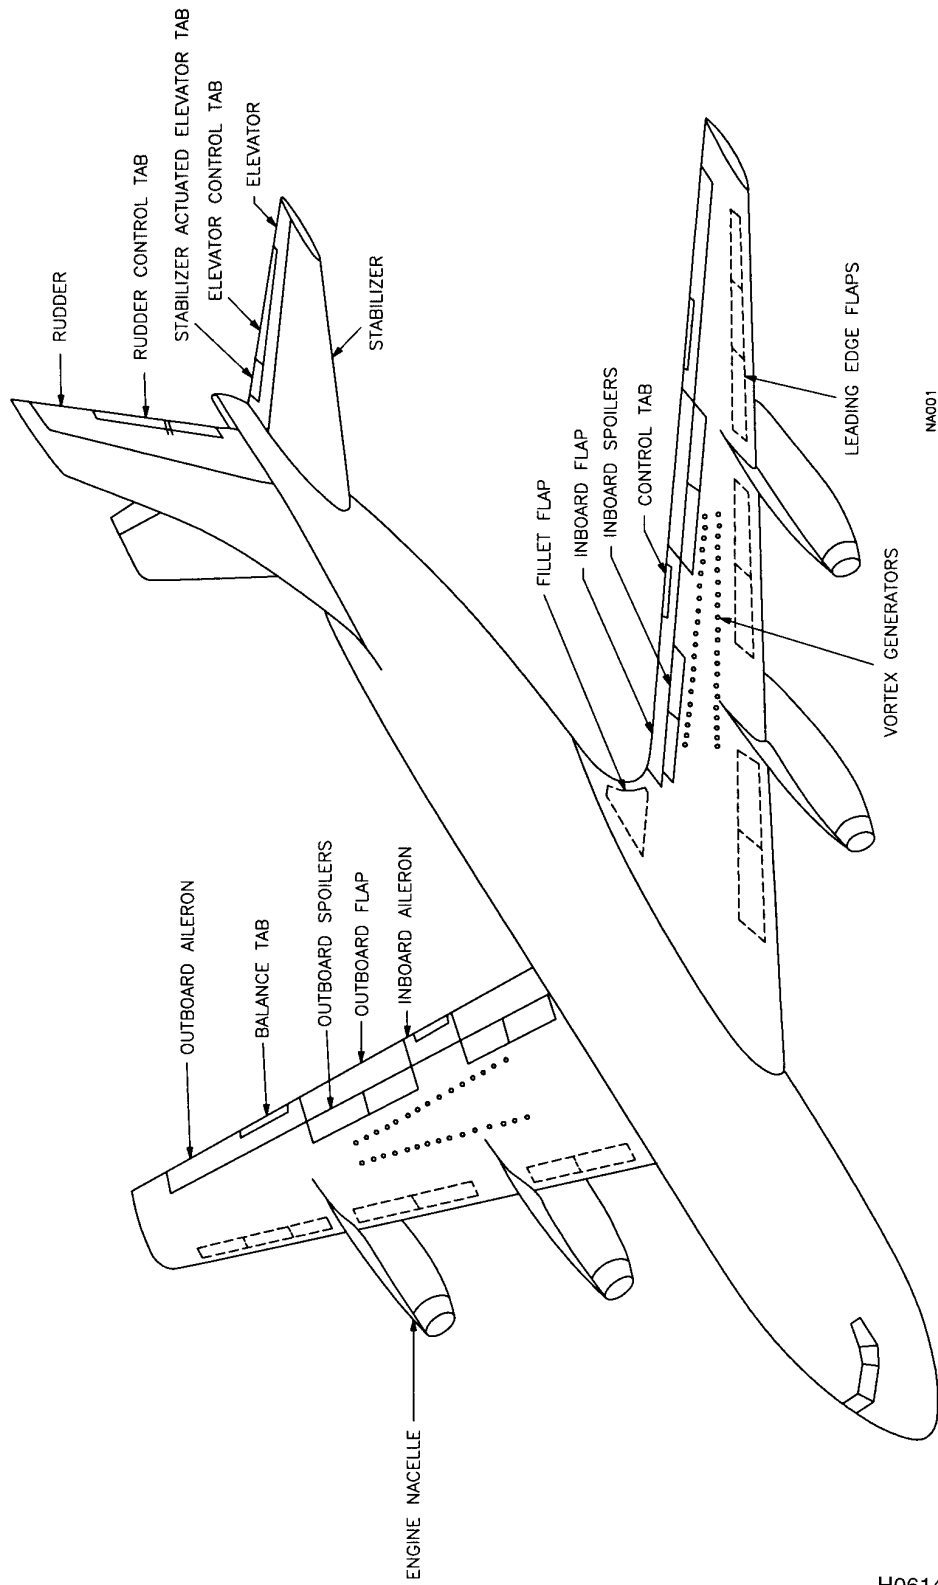 RUDDER
RUDDER CONTROL TAB
STABILIZER ACTUATED ELEVATOR TAB
ELEVATOR CONTROL TAB
ELEVATOR
STABILIZER
FILLET FLAP
INBOARD FLAP
INBOARD SPOILERS
CONTROL TAB
LEADING EDGE FLAPS
VORTEX GENERATORS
NA001
OUTBOARD AILERON
BALANCE TAB
OUTBOARD SPOILERS
OUTBOARD FLAP
INBOARD AILERON
ENGINE NACELLE